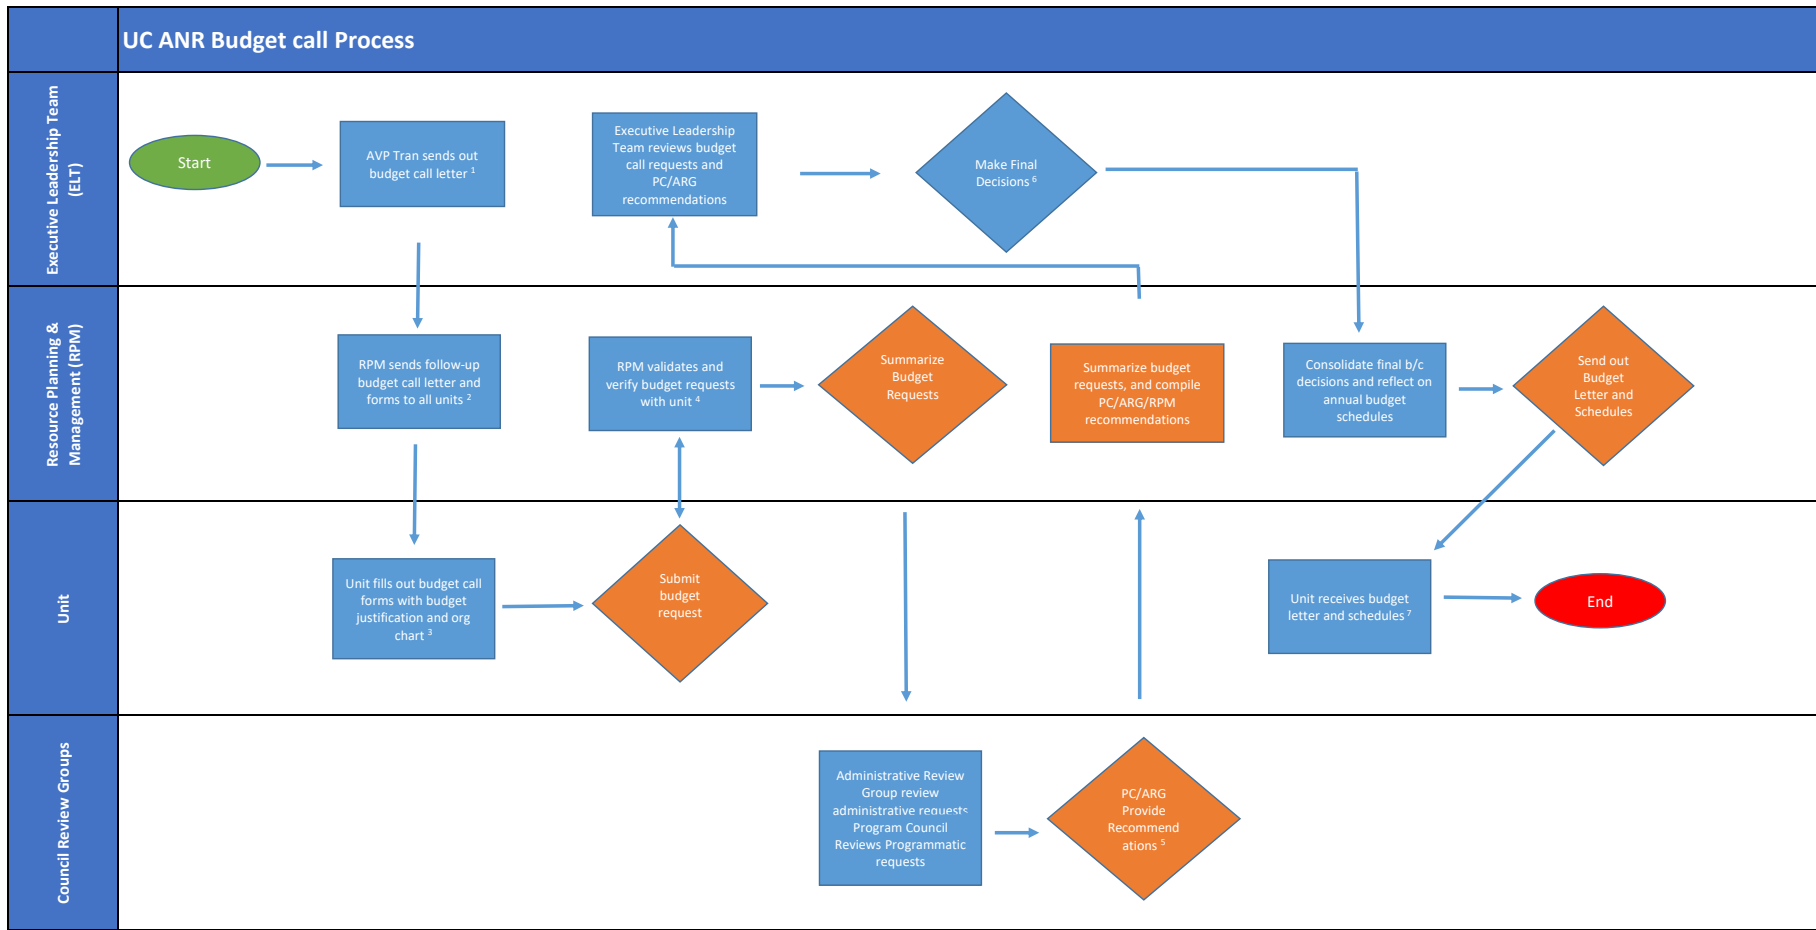 UC ANR Budget call Process
Executive Leadership Team
(ELT)
Start
AVP Tran sends out
budget call letter 1
Executive Leadership
Team reviews budget
call requests and
PC/ARG
recommendations
Make Final
Decisions 6
Resource Planning &
Management (RPM)
RPM sends follow-up
budget call letter and
forms to all units 2
RPM validates and
verify budget requests
with unit 4
Summarize
Budget
Requests
Summarize budget
requests, and compile
PC/ARG/RPM
recommendations
Consolidate final b/c
decisions and reflect on
annual budget
schedules
Send out
Budget
Letter and
Schedules
Unit
Unit fills out budget call
forms with budget
justification and org
chart 3
Submit
budget
request
Unit receives budget
letter and schedules 7
End
Council Review Groups
Administrative Review
Group review
administrative requests
Program Council
Reviews Programmatic
requests
PC/ARG
Provide
Recommend
ations 5